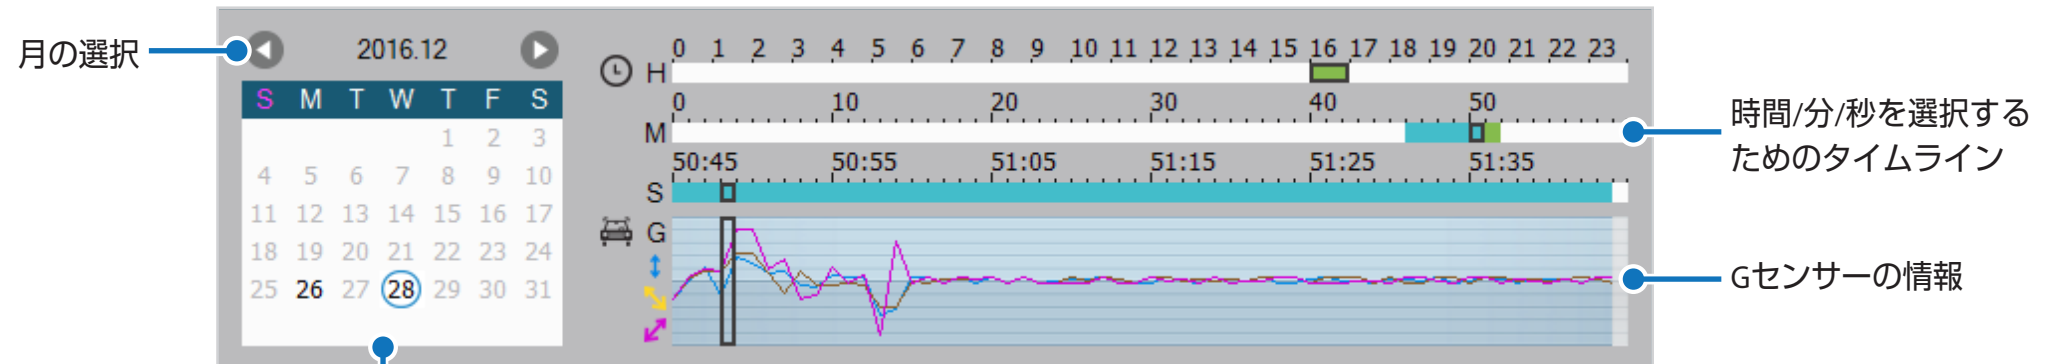 月の選択
2016.12
S M T W T F S
1 2 3
4 5 6 7 8 9 10
11 12 13 14 15 16 17
18 19 20 21 22 23 24
25 26 27 28 29 30 31
0 1 2 3 4 5 6 7 8 9 10 11 12 13 14 15 16 17 18 19 20 21 22 23
H
0 10 20 30 40 50
M
50:45 50:55 51:05 51:15 51:25 51:35
S
G
時間/分/秒を選択する
ためのタイムライン
Gセンサーの情報